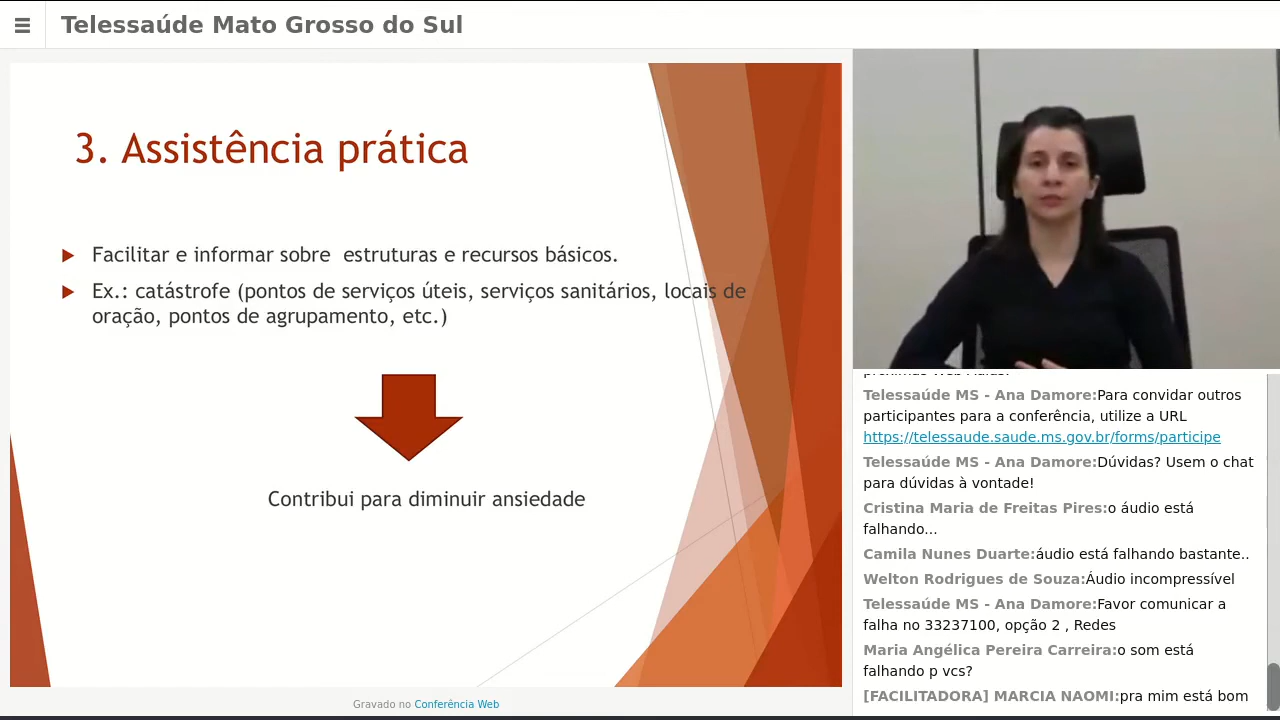 Telessaúde Mato Grosso do Sul
3. Assistência prática
Facilitar e informar sobre  estruturas e recursos básicos.
Ex.: catástrofe (pontos de serviços úteis, serviços sanitários, locais de
oração, pontos de agrupamento, etc.)
Contribui para diminuir ansiedade
Gravado no Conferência Web
Telessaúde MS - Ana Damore:Para convidar outros
participantes para a conferência, utilize a URL
https://telessaude.saude.ms.gov.br/forms/participe
Telessaúde MS - Ana Damore:Dúvidas? Usem o chat
para dúvidas à vontade!
Cristina Maria de Freitas Pires:o áudio está
falhando...
Camila Nunes Duarte:áudio está falhando bastante..
Welton Rodrigues de Souza:Áudio incompressível
Telessaúde MS - Ana Damore:Favor comunicar a
falha no 33237100, opção 2 , Redes
Maria Angélica Pereira Carreira:o som está
falhando p vcs?
[FACILITADORA] MARCIA NAOMI:pra mim está bom